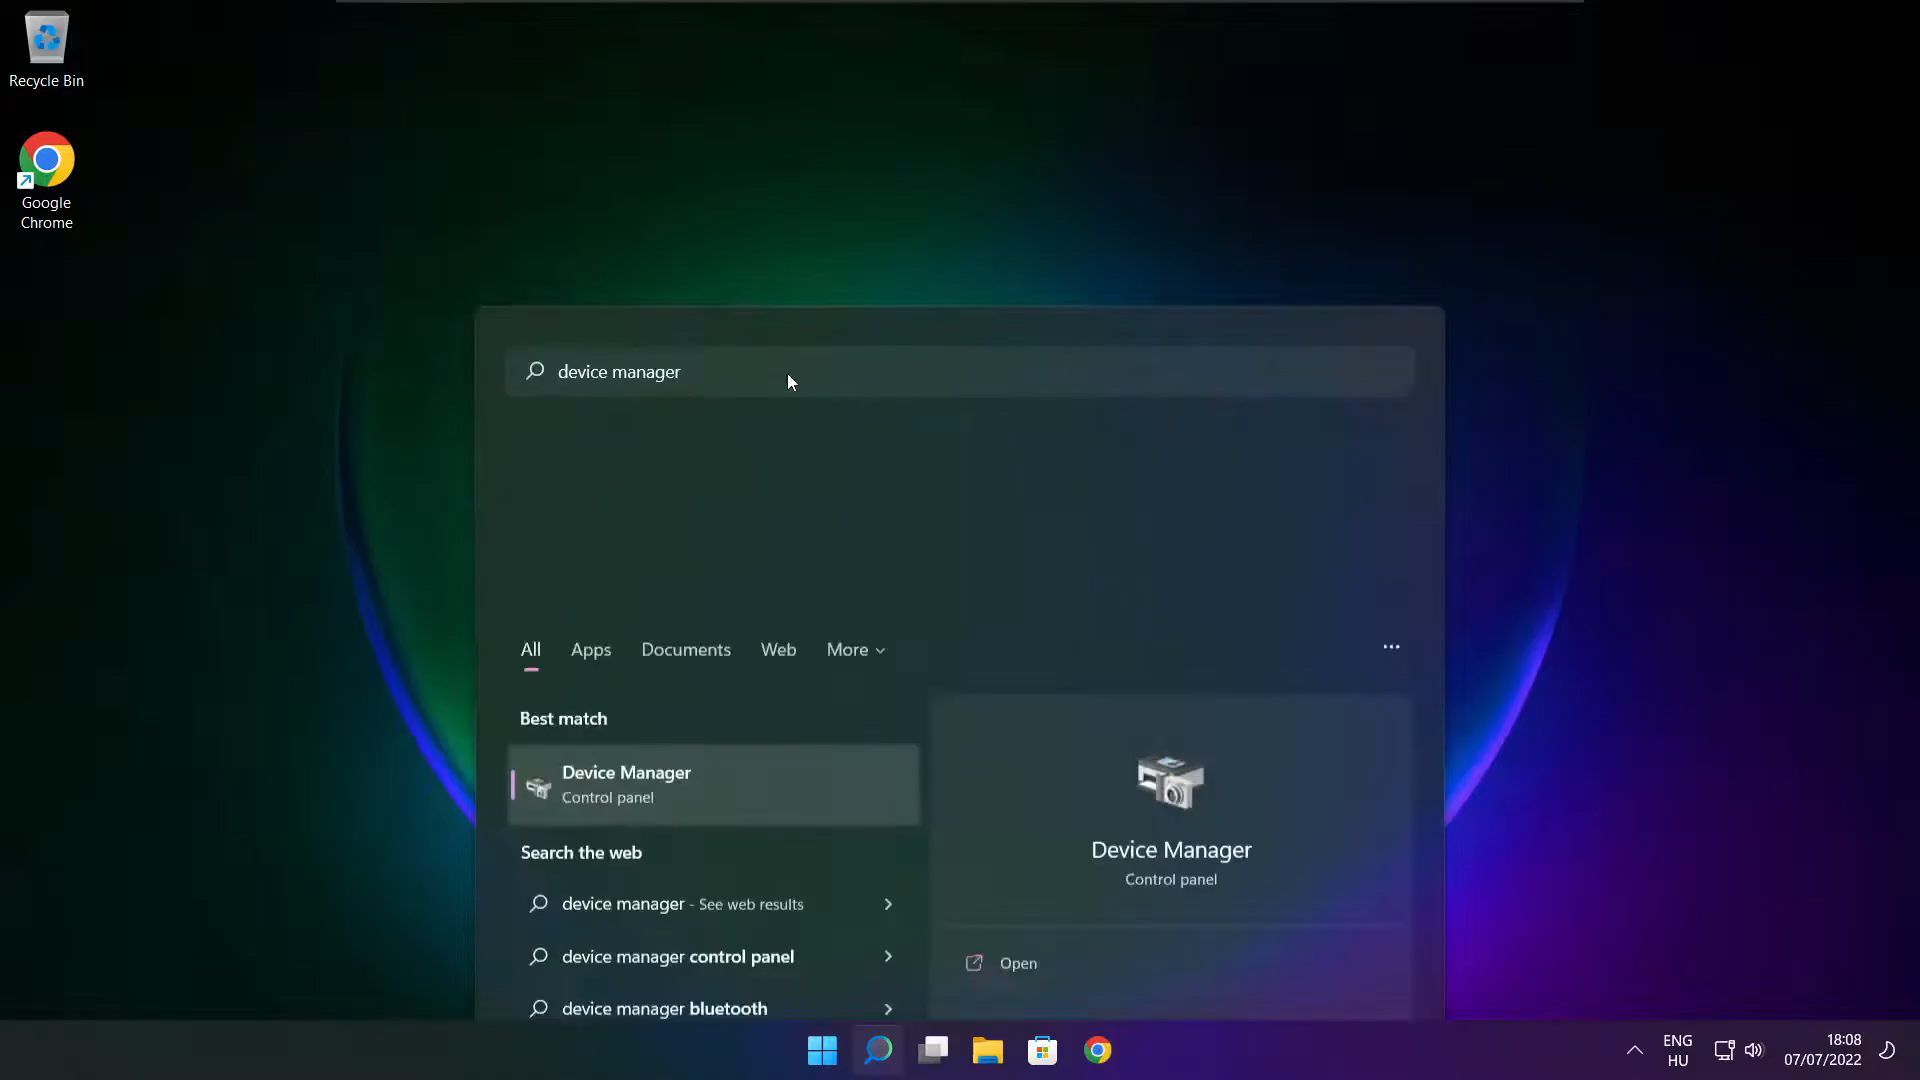 Recycle Bin
Google
Chrome
device manager
All Apps Documents Web More
Best match
Device Manager
Control panel
Search the web
device manager - See web results
device manager control panel
device manager bluetooth
Device Manager
Control panel
Open
ENG
HU
18:08
07/07/2022